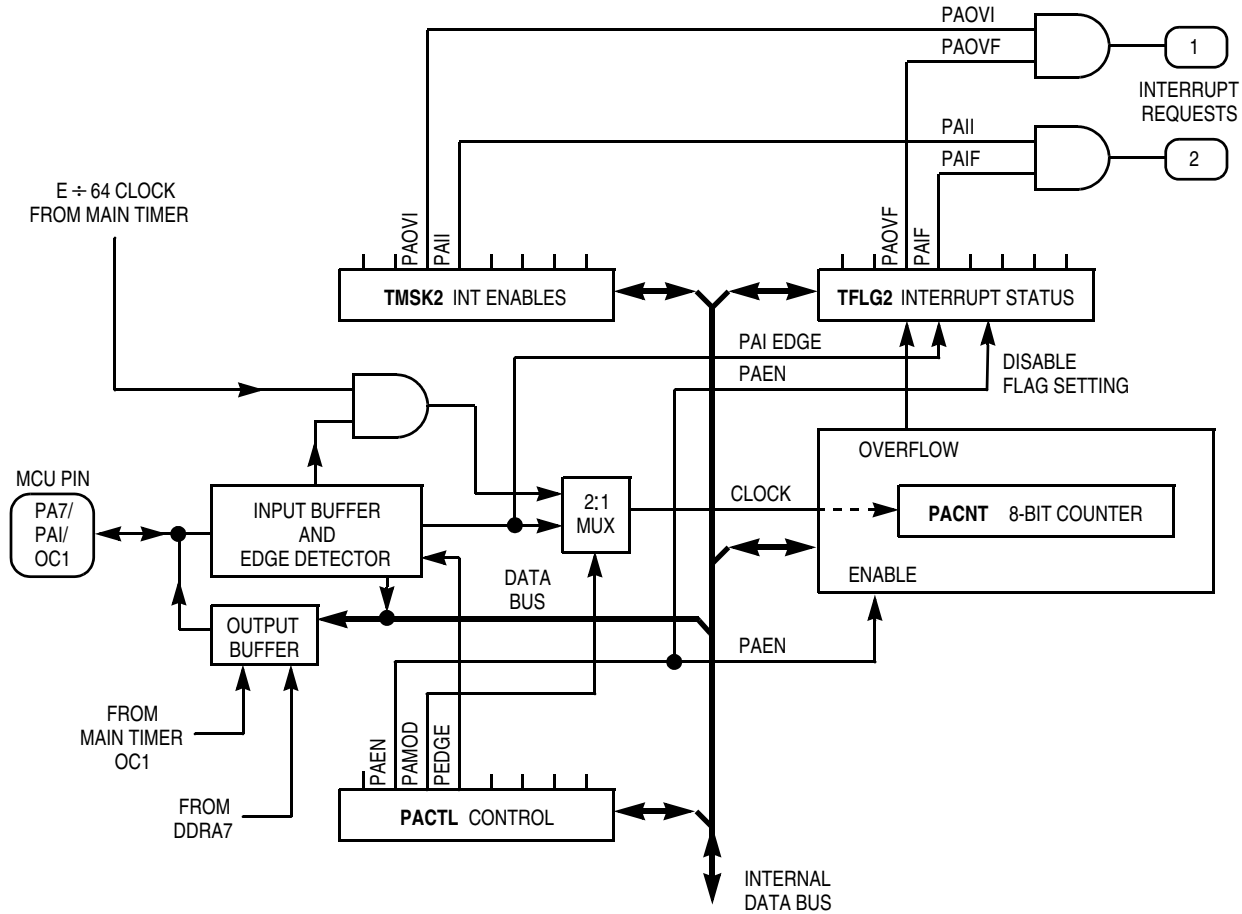 PAOVI
1
PAOVF
INTERRUPT
REQUESTS
PAII
2
PAIF
E ÷ 64 CLOCK
FROM MAIN TIMER
PAOVI
PAII
PAOVF
PAIF
TMSK2 INT ENABLES
TFLG2 INTERRUPT STATUS
PAI EDGE
PAEN
DISABLE
FLAG SETTING
OVERFLOW
MCU PIN
PA7/
PAI/
OC1
INPUT BUFFER
AND
EDGE DETECTOR
2:1
MUX
CLOCK
PACNT 8-BIT COUNTER
ENABLE
DATA
BUS
OUTPUT
BUFFER
PAEN
FROM
MAIN TIMER
OC1
PAEN
PAMOD
PEDGE
FROM
DDRA7
PACTL CONTROL
INTERNAL
DATA BUS